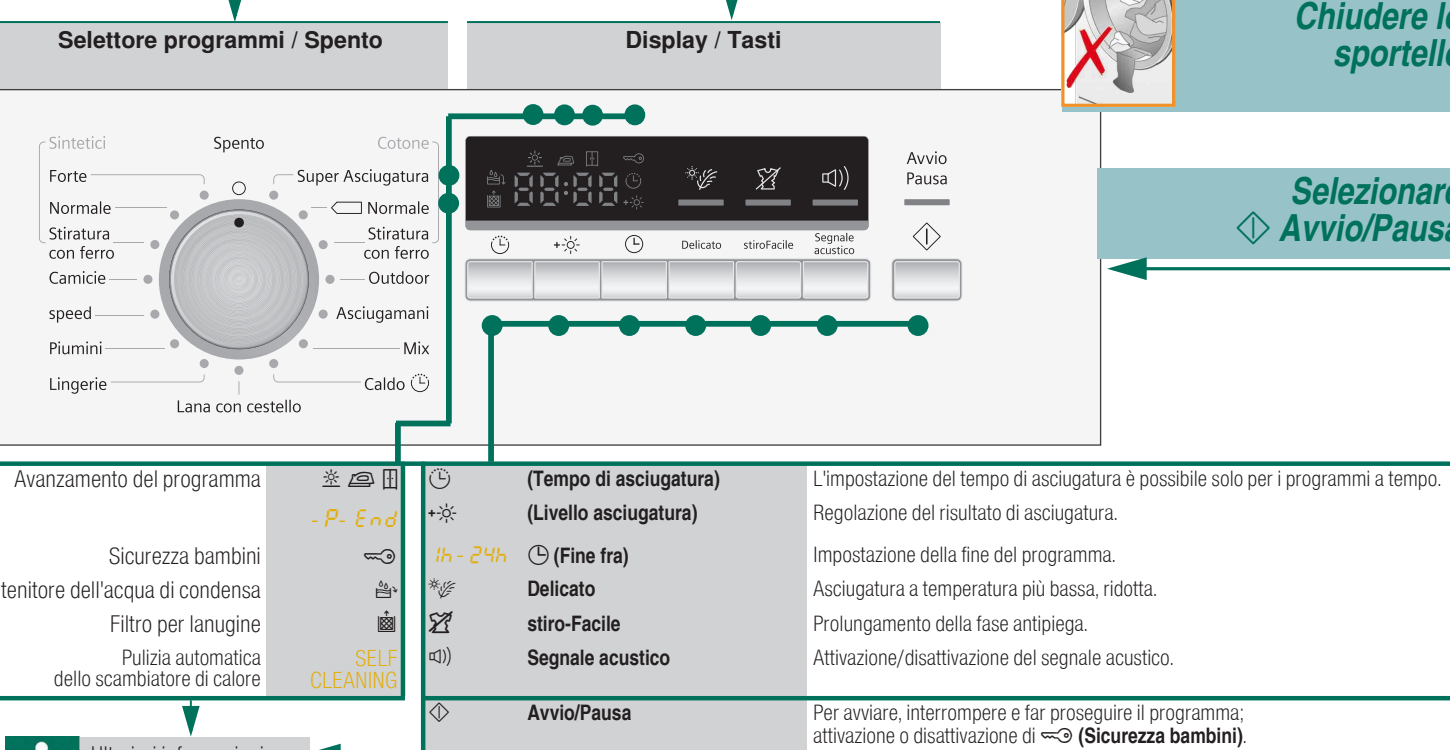 Selettore programmi / Spento
Display / Tasti
Chiudere lo
sportello
Selezionare
Avvio/Pausa
Sintetici
Spento
Cotone
Forte
Super Asciugatura
Normale
Normale
Stiratura
con ferro
Stiratura
con ferro
Camicie
Outdoor
speed
Asciugamani
Piumini
Mix
Lingerie
Caldo
Lana con cestello
88:88
Avvio
Pausa
Delicato
stiroFacile
Segnale
acustico
Avanzamento del programma
- P - End
Sicurezza bambini
tenitore dell'acqua di condensa
Filtro per lanugine
Pulizia automatica
dello scambiatore di calore
SELF
CLEANING
(Tempo di asciugatura) L'impostazione del tempo di asciugatura è possibile solo per i programmi a tempo.
(Livello asciugatura) Regolazione del risultato di asciugatura.
1h - 24h (Fine fra) Impostazione della fine del programma.
Delicato Asciugatura a temperatura più bassa, ridotta.
stiro-Facile Prolungamento della fase antipiega.
Segnale acustico Attivazione/disattivazione del segnale acustico.
Avvio/Pausa Per avviare, interrompere e far proseguire il programma;
attivazione o disattivazione di (Sicurezza bambini).